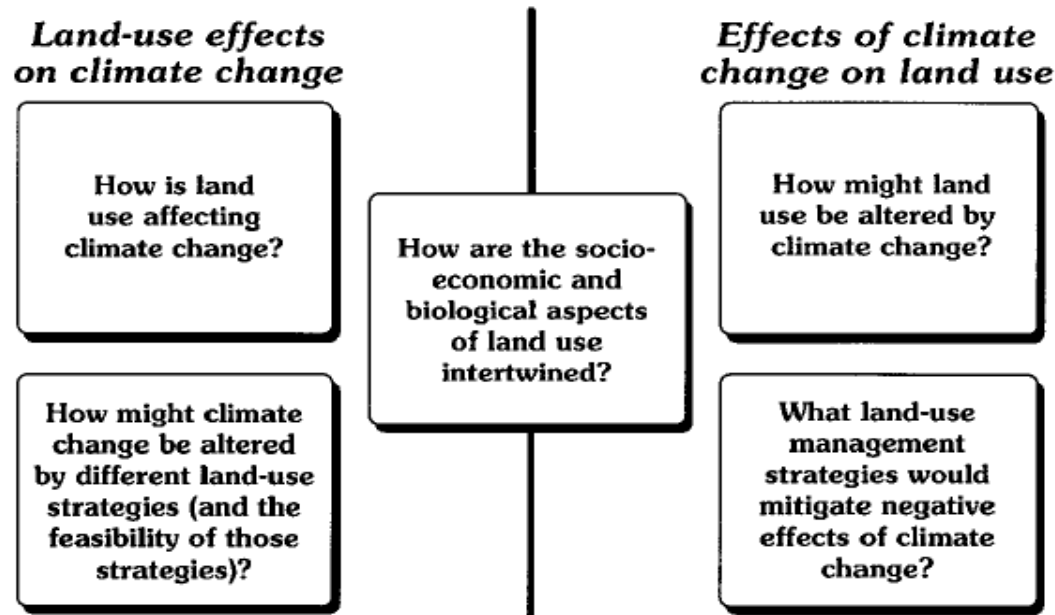 Land-use effects
on climate change
How is land
use affecting
climate change?
How might climate
change be altered
by different land-use
strategies (and the
feasibility of those
strategies)?
How are the socio-
economic and
biological aspects
of land use
intertwined?
Effects of climate
change on land use
How might land
use be altered by
climate change?
What land-use
management
strategies would
mitigate negative
effects of climate
change?